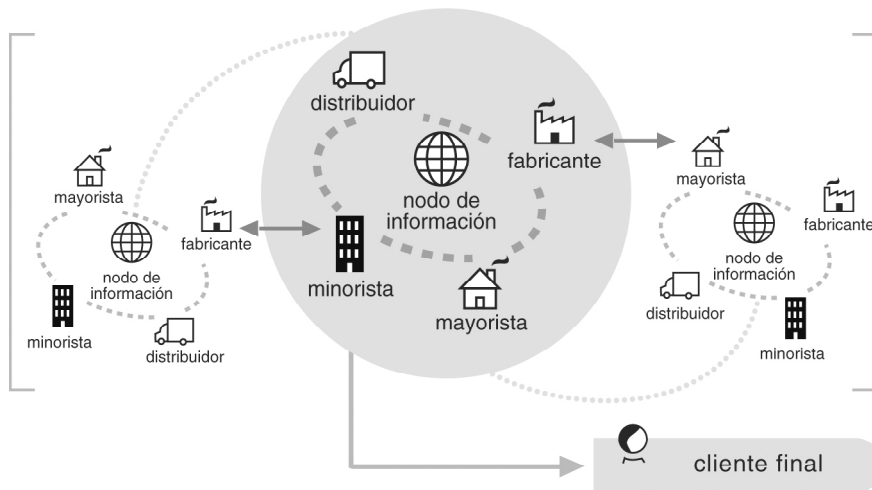 distribuidor
fabricante
nodo de
información
minorista
mayorista
mayorista
fabricante
nodo de
información
minorista
distribuidor
mayorista
fabricante
nodo de
información
distribuidor
minorista
cliente final